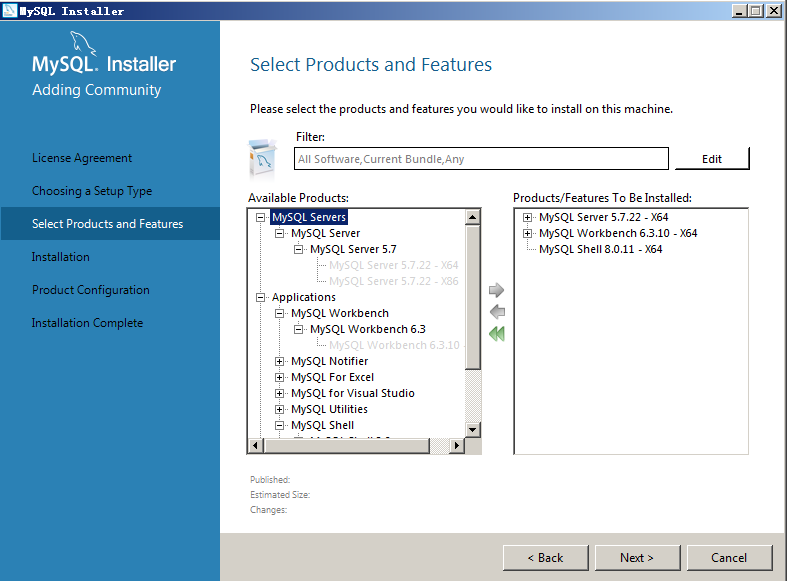 MySQL Installer
MySQL. Installer
Adding Community
License Agreement
Choosing a Setup Type
Select Products and Features
Installation
Product Configuration
Installation Complete
Select Products and Features
Please select the products and features you would like to install on this machine.
Filter:
All Software,Current Bundle,Any
Edit
Available Products:
MySQL Servers
MySQL Server
MySQL Server 5.7
MySQL Server 5.7.22 - X64
MySQL Server 5.7.22 - X86
Applications
MySQL Workbench
MySQL Workbench 6.3
MySQL Workbench 6.3.10 -
MySQL Notifier
MySQL For Excel
MySQL for Visual Studio
MySQL Utilities
MySQL Shell
Products/Features To Be Installed:
MySQL Server 5.7.22 - X64
MySQL Workbench 6.3.10 - X64
MySQL Shell 8.0.11 - X64
Published:
Estimated Size:
Changes:
< Back
Next >
Cancel